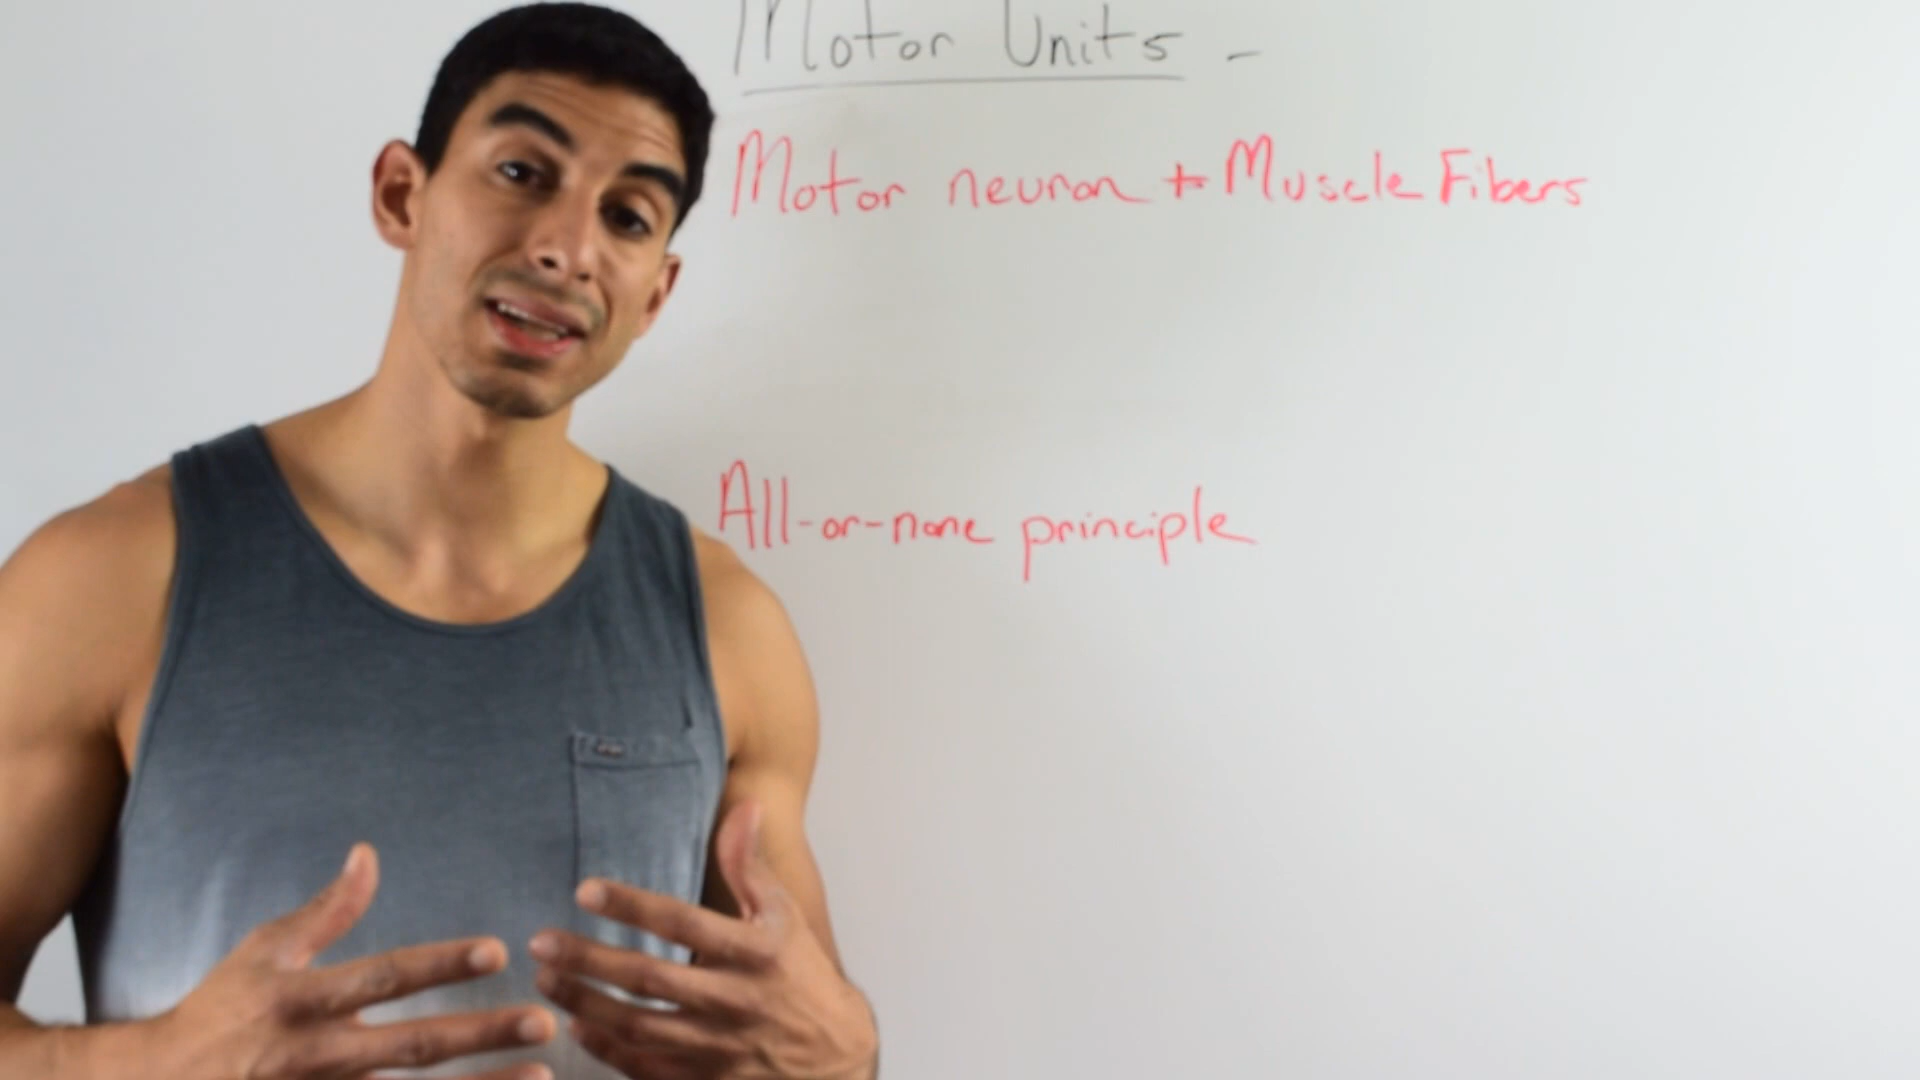 Motor Units -
Motor neuron + Muscle Fibers
All-or-none principle